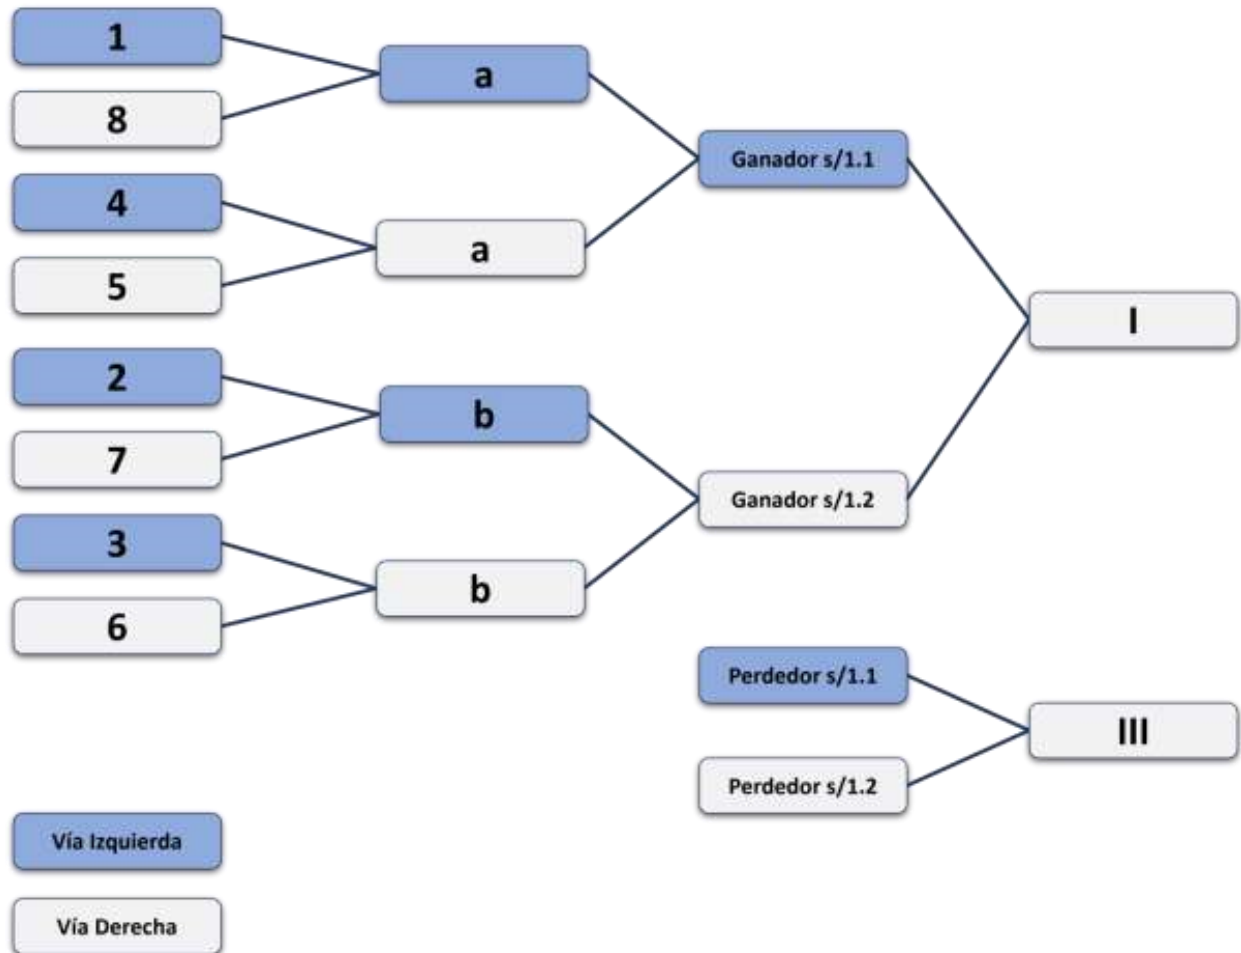 1
8
4
5
2
7
3
6
a
a
b
b
Ganador s/1.1
Ganador s/1.2
I
Perdedor s/1.1
Perdedor s/1.2
III
Vía Izquierda
Vía Derecha